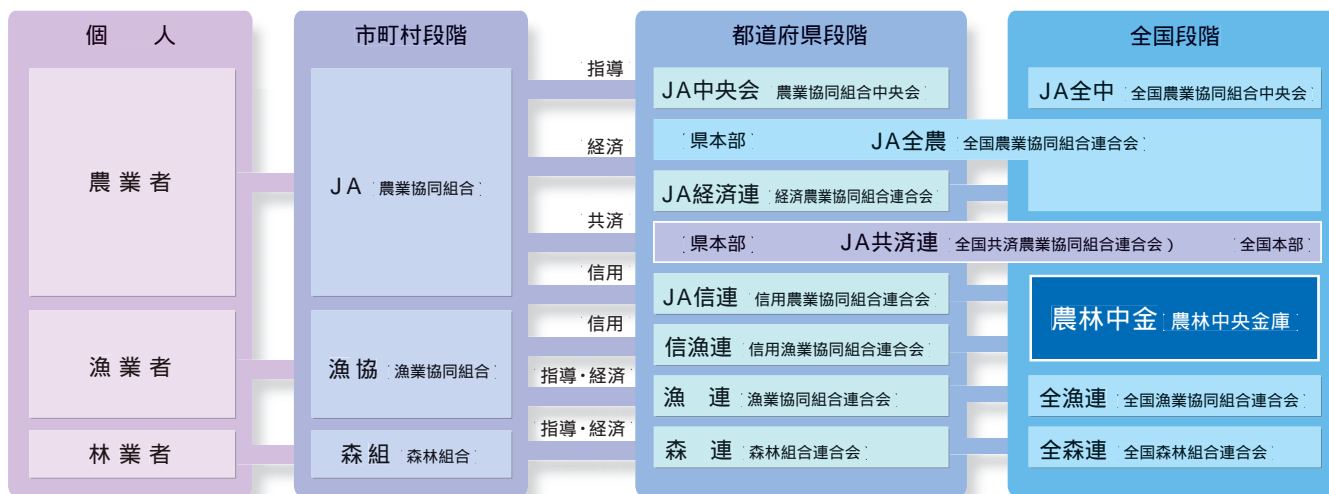 個　人
農業者
漁業者
林業者
市町村段階
JA 農業協同組合
漁協 漁業協同組合
森組 森林組合
指導
経済
共済
信用
信用
指導・経済
指導・経済
都道府県段階
JA中央会 農業協同組合中央会
県本部 JA全農 全国農業協同組合連合会
JA経済連 経済農業協同組合連合会
県本部 JA共済連 全国共済農業協同組合連合会） 全国本部
JA信連 信用農業協同組合連合会
信漁連 信用漁業協同組合連合会
漁　連 漁業協同組合連合会
森　連 森林組合連合会
全国段階
JA全中 全国農業協同組合中央会
農林中金 農林中央金庫
全漁連 全国漁業協同組合連合会
全森連 全国森林組合連合会